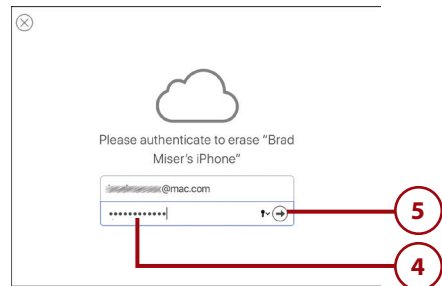 Please authenticate to erase “Brad
Miser’s iPhone”
@mac.com
5
4